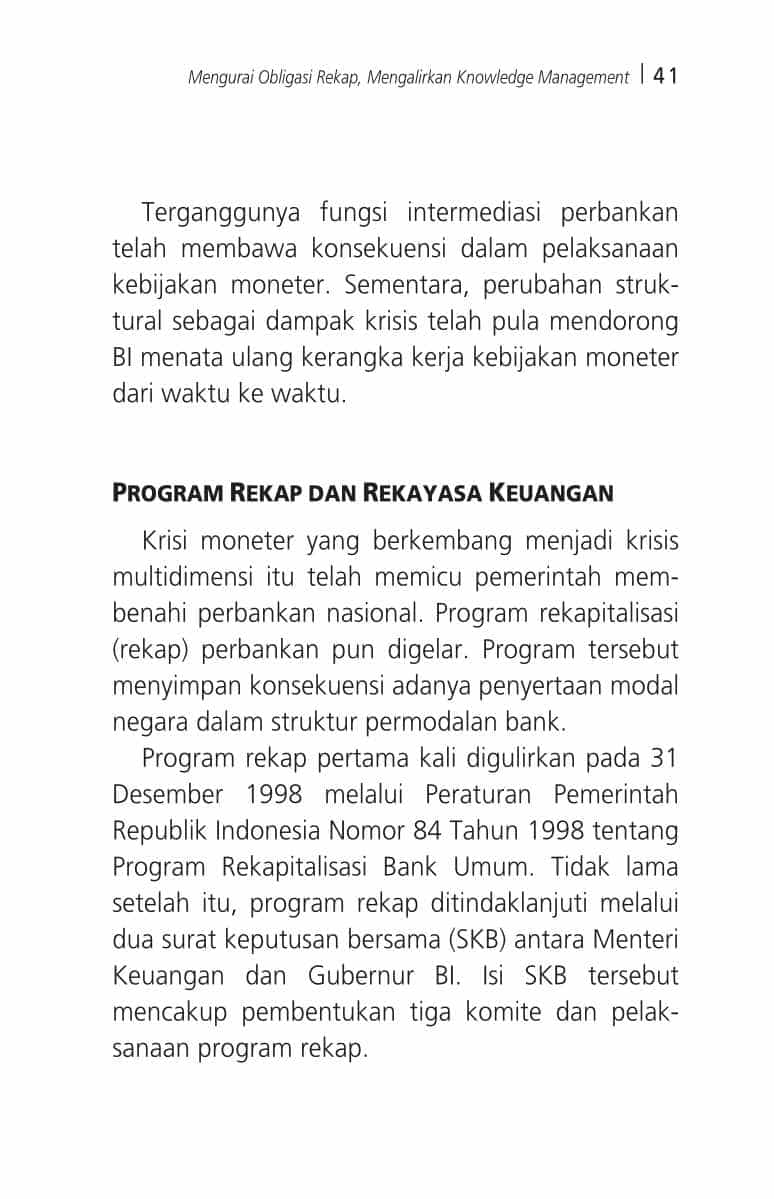 Mengurai Obligasi Rekap, Mengalirkan Knowledge Management | 41
Terganggunya fungsi intermediasi perbankan
telah membawa konsekuensi dalam pelaksanaan
kebijakan moneter. Sementara, perubahan struk-
tural sebagai dampak krisis telah pula mendorong
BI menata ulang kerangka kerja kebijakan moneter
dari waktu ke waktu.
PROGRAM REKAP DAN REKAYASA KEUANGAN
Krisi moneter yang berkembang menjadi krisis
multidimensi itu telah memicu pemerintah mem-
benahi perbankan nasional. Program rekapitalisasi
(rekap) perbankan pun digelar. Program tersebut
menyimpan konsekuensi adanya penyertaan modal
negara dalam struktur permodalan bank.
Program rekap pertama kali digulirkan pada 31
Desember 1998 melalui Peraturan Pemerintah
Republik Indonesia Nomor 84 Tahun 1998 tentang
Program Rekapitalisasi Bank Umum. Tidak lama
setelah itu, program rekap ditindaklanjuti melalui
dua surat keputusan bersama (SKB) antara Menteri
Keuangan dan Gubernur BI. Isi SKB tersebut
mencakup pembentukan tiga komite dan pelak-
sanaan program rekap.